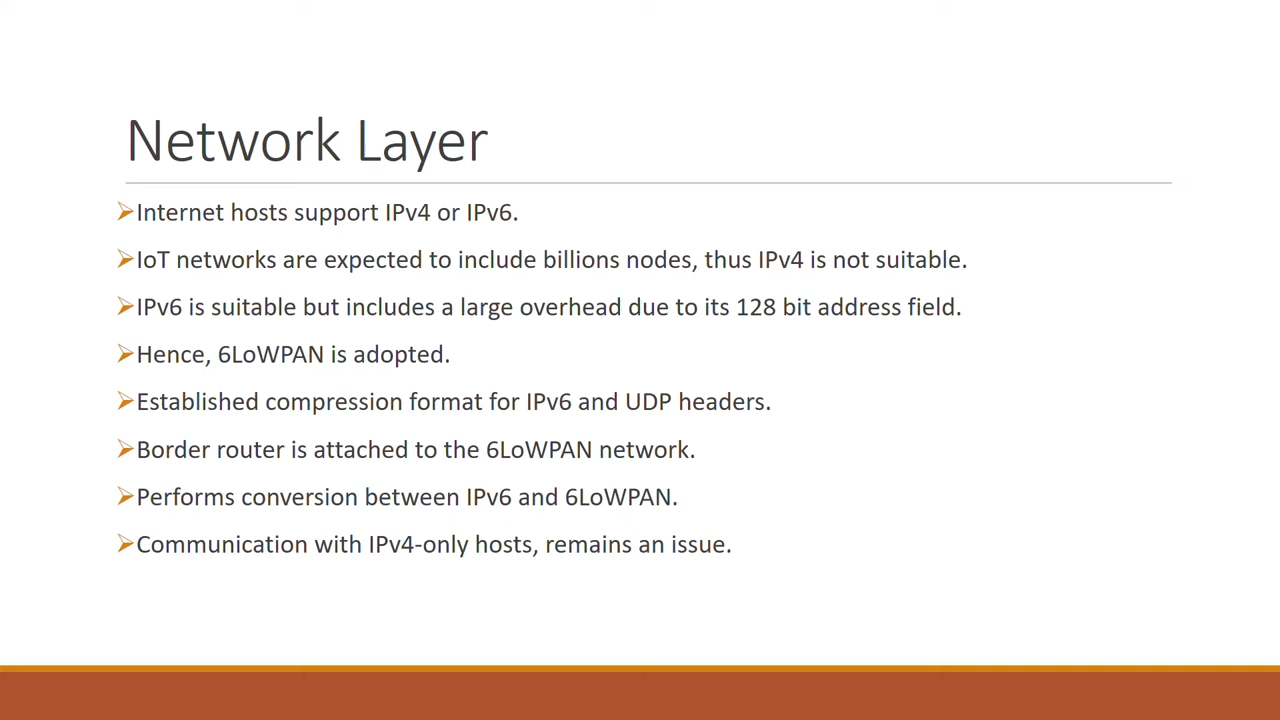 Network Layer
➢Internet hosts support IPv4 or IPv6.
➢IoT networks are expected to include billions nodes, thus IPv4 is not suitable.
➢IPv6 is suitable but includes a large overhead due to its 128 bit address field.
➢Hence, 6LoWPAN is adopted.
➢Established compression format for IPv6 and UDP headers.
➢Border router is attached to the 6LoWPAN network.
➢Performs conversion between IPv6 and 6LoWPAN.
➢Communication with IPv4-only hosts, remains an issue.